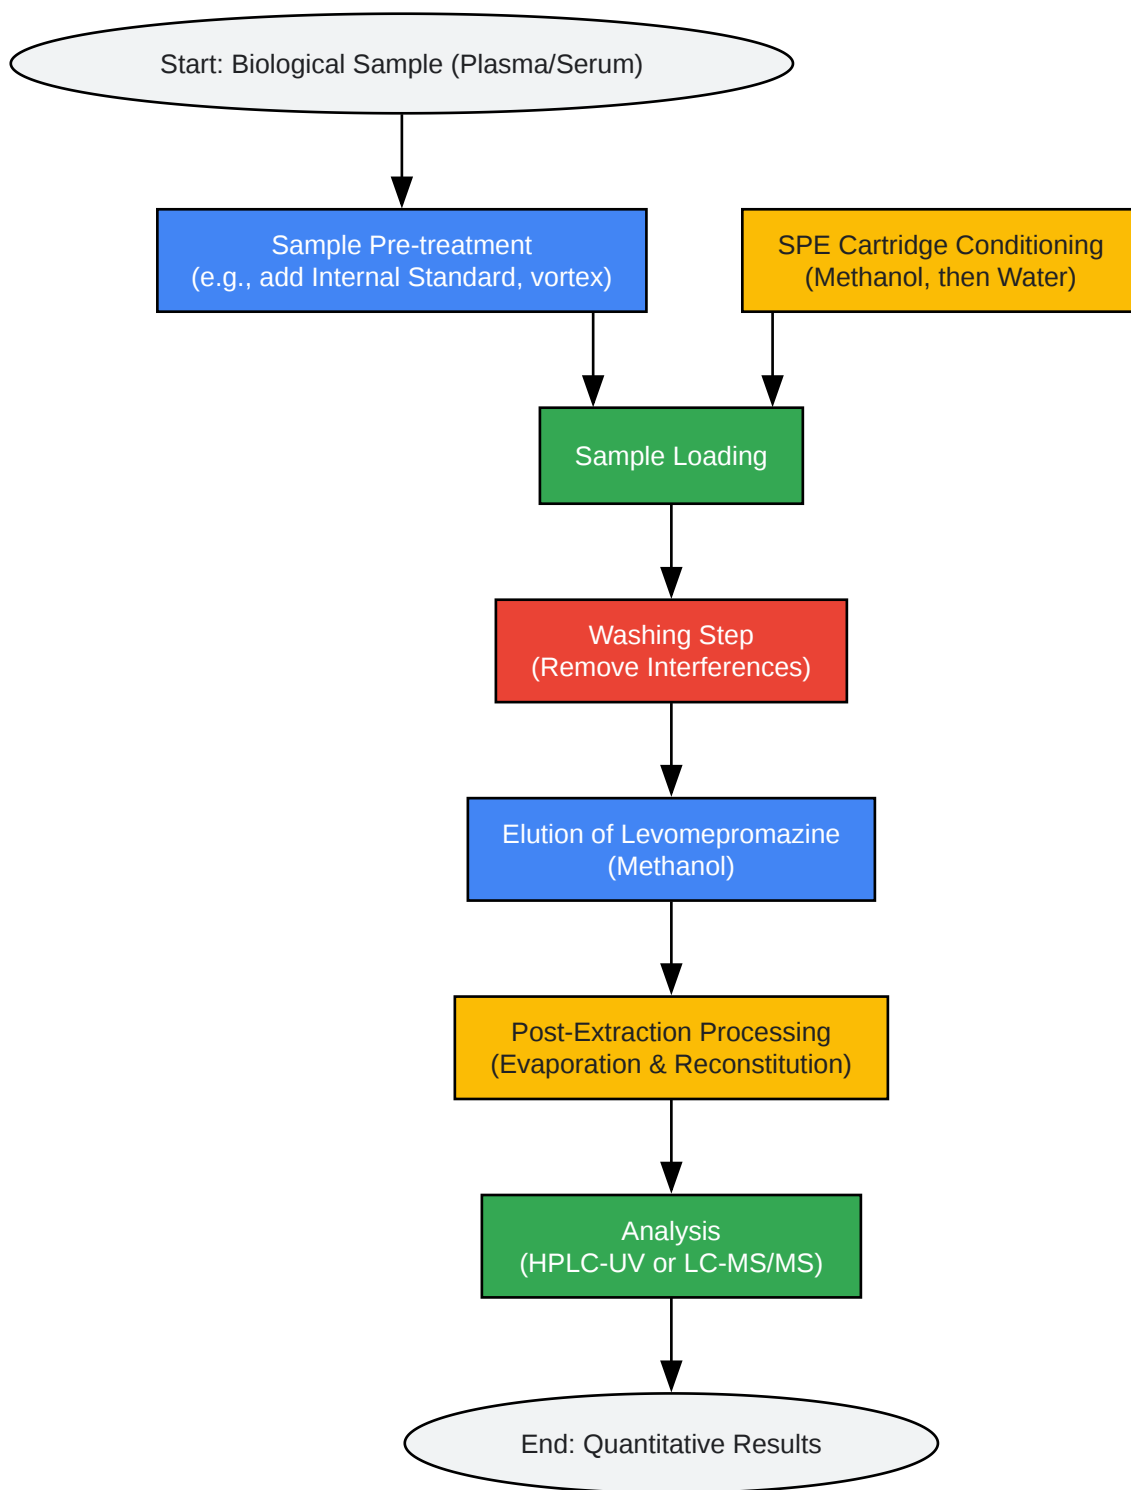 Start: Biological Sample (Plasma/Serum)
Sample Pre-treatment
(e.g., add Internal Standard, vortex)
SPE Cartridge Conditioning
(Methanol, then Water)
Sample Loading
Washing Step
(Remove Interferences)
Elution of Levomepromazine
(Methanol)
Post-Extraction Processing
(Evaporation & Reconstitution)
Analysis
(HPLC-UV or LC-MS/MS)
End: Quantitative Results